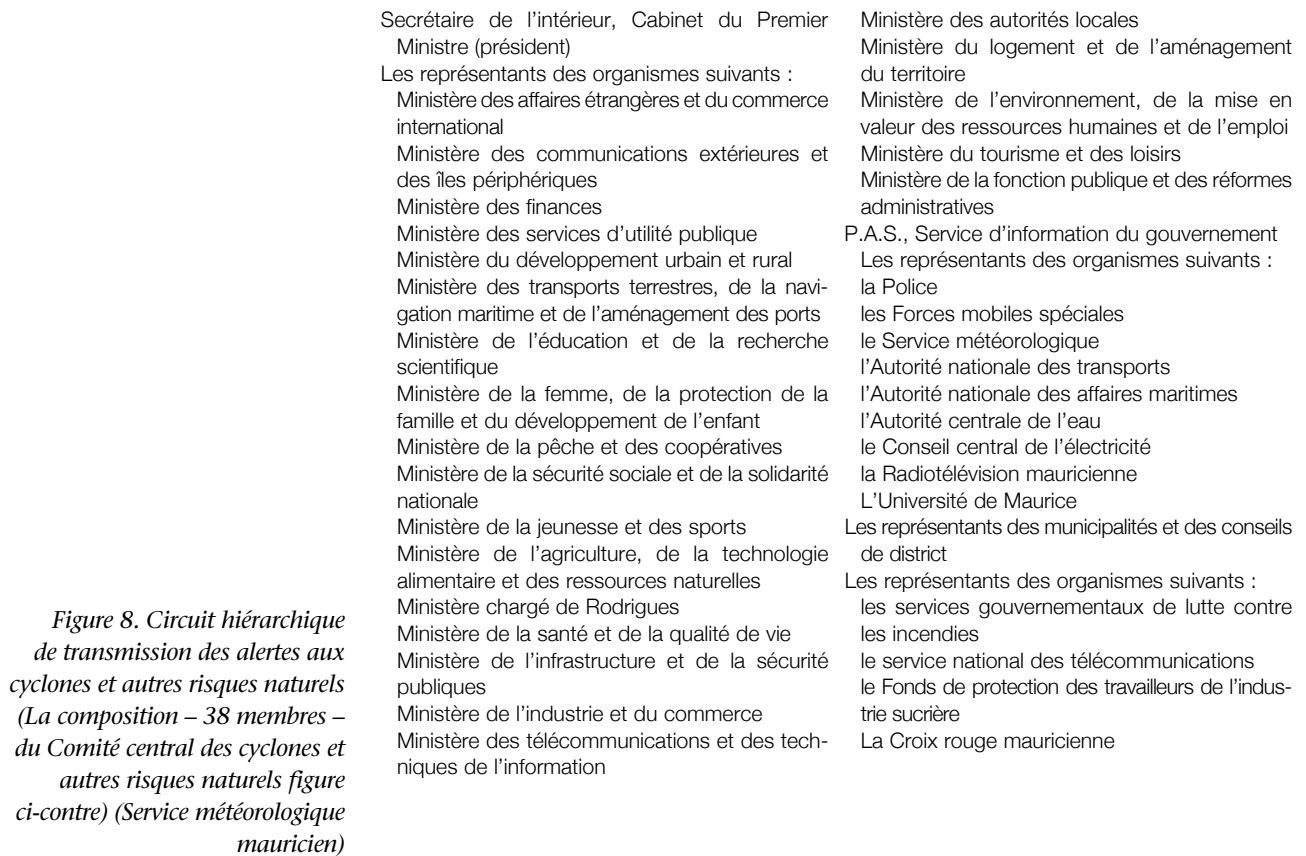 Secrétaire de l'intérieur, Cabinet du Premier
Ministre (président)
Les représentants des organismes suivants :
Ministère des affaires étrangères et du commerce
international
Ministère des communications extérieures et
des îles périphériques
Ministère des finances
Ministère des services d'utilité publique
Ministère du développement urbain et rural
Ministère des transports terrestres, de la navi-
gation maritime et de l'aménagement des ports
Ministère de l'éducation et de la recherche
scientifique
Ministère de la femme, de la protection de la
famille et du développement de l'enfant
Ministère de la pêche et des coopératives
Ministère de la sécurité sociale et de la solidarité
nationale
Ministère de la jeunesse et des sports
Ministère de l'agriculture, de la technologie
alimentaire et des ressources naturelles
Ministère chargé de Rodrigues
Ministère de la santé et de la qualité de vie
Ministère de l'infrastructure et de la sécurité
publiques
Ministère de l'industrie et du commerce
Ministère des télécommunications et des tech-
niques de l'information
Ministère des autorités locales
Ministère du logement et de l'aménagement
du territoire
Ministère de l'environnement, de la mise en
valeur des ressources humaines et de l'emploi
Ministère du tourisme et des loisirs
Ministère de la fonction publique et des réformes
administratives
P.A.S., Service d'information du gouvernement
Les représentants des organismes suivants :
la Police
les Forces mobiles spéciales
le Service météorologique
l'Autorité nationale des transports
l'Autorité nationale des affaires maritimes
l'Autorité centrale de l'eau
le Conseil central de l'électricité
la Radiotélévision mauricienne
L'Université de Maurice
Les représentants des municipalités et des conseils
de district
Les représentants des organismes suivants :
les services gouvernementaux de lutte contre
les incendies
le service national des télécommunications
le Fonds de protection des travailleurs de l'indus-
trie sucrière
La Croix rouge mauricienne
Figure 8. Circuit hiérarchique
de transmission des alertes aux
cyclones et autres risques naturels
(La composition – 38 membres –
du Comité central des cyclones et
autres risques naturels figure
ci-contre) (Service météorologique
mauricien)